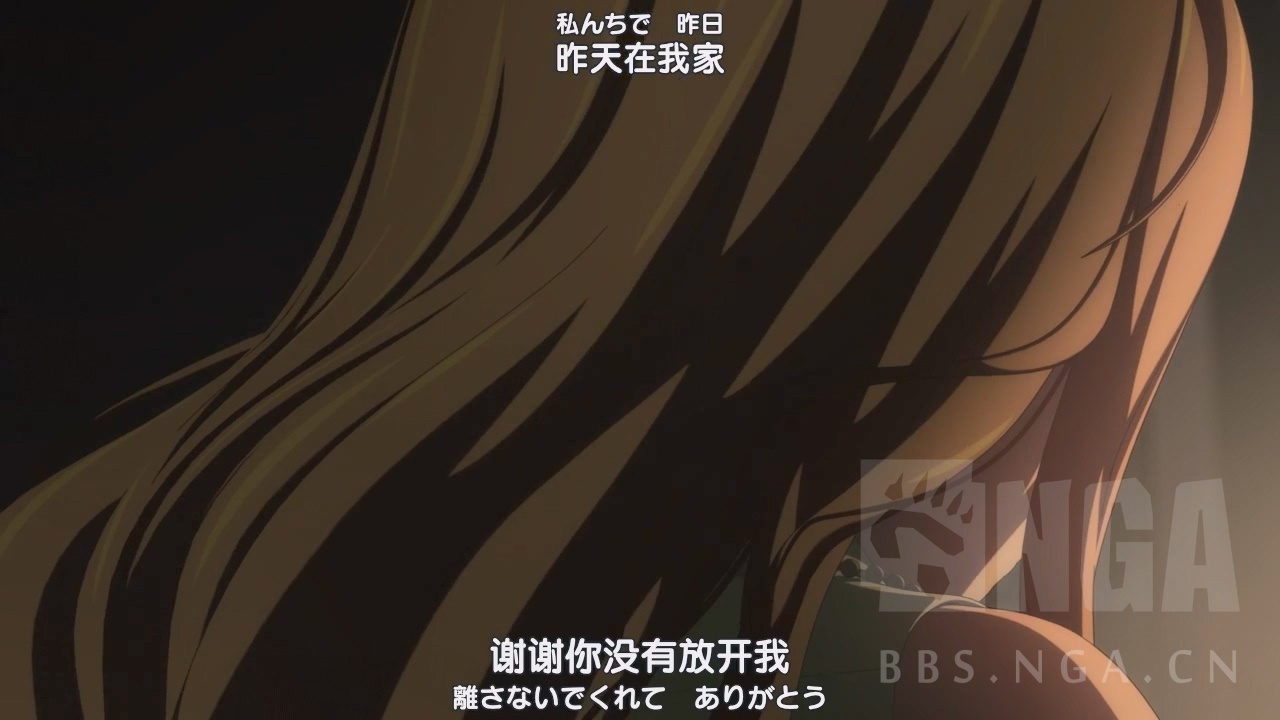 私んちで　昨日
昨天在我家
NGA
BBS.NGA.CN
谢谢你没有放开我
離さないでくれて　ありがとう